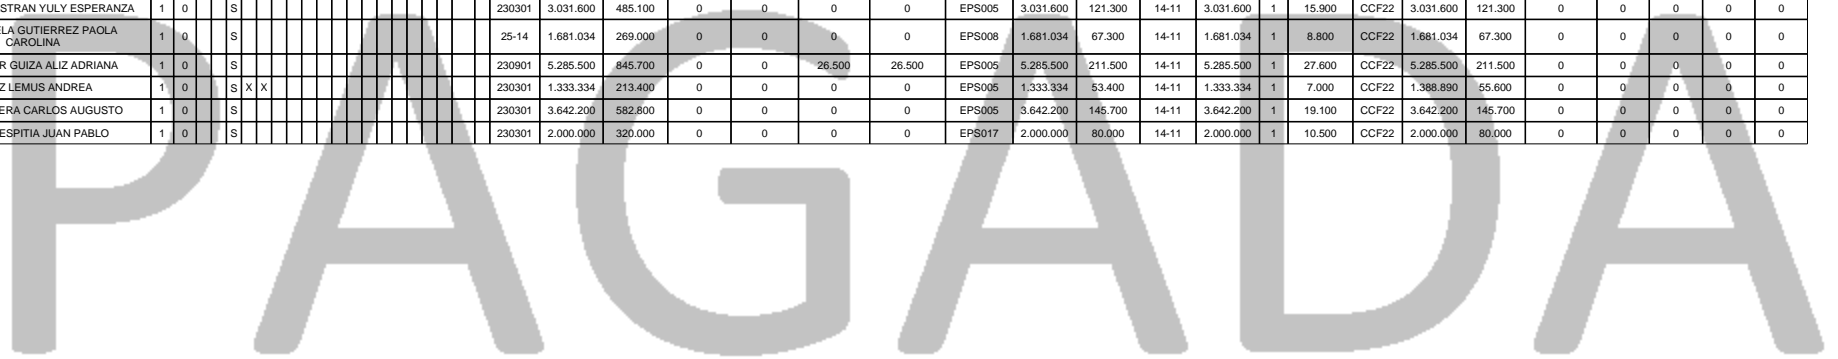 STRAN YULY ESPERANZA 1 0 S 230301 3.031.600 485.100 0 0 0 0 EPS005 3.031.600 121.300 14-11 3.031.600 1 15.900 CCF22 3.031.600 121.300 0 0 0 0 0
LA GUTIERREZ PAOLA
CAROLINA 1 0 S 25-14 1.681.034 269.000 0 0 0 0 EPS008 1.681.034 67.300 14-11 1.681.034 1 8.800 CCF22 1.681.034 67.300 0 0 0 0 0
R GUIZA ALIZ ADRIANA 1 0 S 230901 5.285.500 845.700 0 0 26.500 26.500 EPS005 5.285.500 211.500 14-11 5.285.500 1 27.600 CCF22 5.285.500 211.500 0 0 0 0 0
Z LEMUS ANDREA 1 0 S X X 230301 1.333.334 213.400 0 0 0 0 EPS005 1.333.334 53.400 14-11 1.333.334 1 7.000 CCF22 1.388.890 55.600 0 0 0 0 0
ERA CARLOS AUGUSTO 1 0 S 230301 3.642.200 582.800 0 0 0 0 EPS005 3.642.200 145.700 14-11 3.642.200 1 19.100 CCF22 3.642.200 145.700 0 0 0 0 0
ESPITIA JUAN PABLO 1 0 S 230301 2.000.000 320.000 0 0 0 0 EPS017 2.000.000 80.000 14-11 2.000.000 1 10.500 CCF22 2.000.000 80.000 0 0 0 0 0
PAGADA